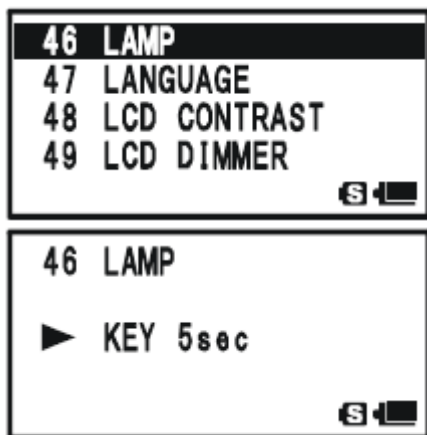 46 LAMP
47 LANGUAGE
48 LCD CONTRAST
49 LCD DIMMER
S
46 LAMP
▶ KEY 5sec
S